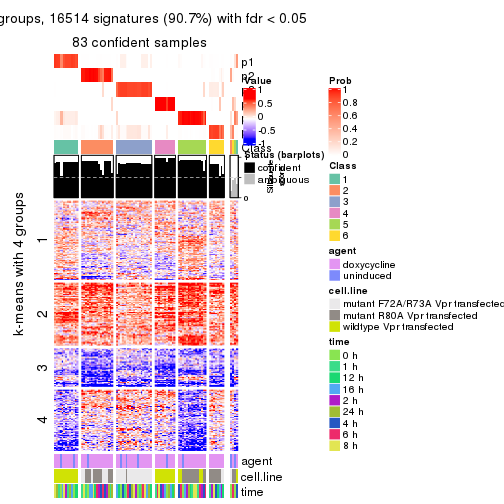 groups, 16514 signatures (90.7%) with fdr < 0.05
83 confident samples
p1
p2
Value
1
0.5
0
-0.5
-1
Prob
1
0.8
0.6
0.4
0.2
0
Class
Status (barplots)
confident
ambiguous
0
Class
1
2
3
4
5
6
agent
doxycycline
uninduced
cell.line
mutant F72A/R73A Vpr transfected
mutant R80A Vpr transfected
wildtype Vpr transfected
time
0 h
1 h
12 h
16 h
2 h
24 h
4 h
6 h
8 h
k-means with 4 groups
1
2
3
4
agent
cell.line
time